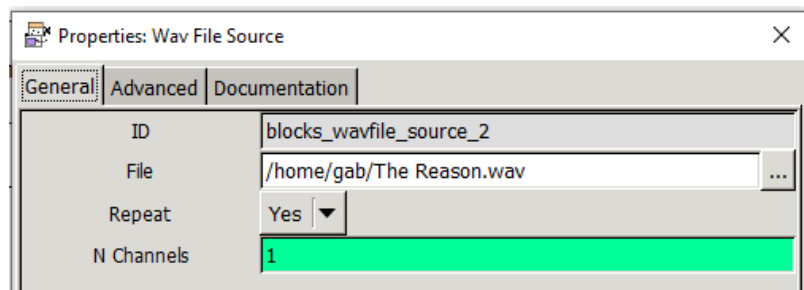 Properties: Wav File Source
General Advanced Documentation
ID blocks_wavfile_source_2
File /home/gab/The Reason.wav ...
Repeat Yes
N Channels 1